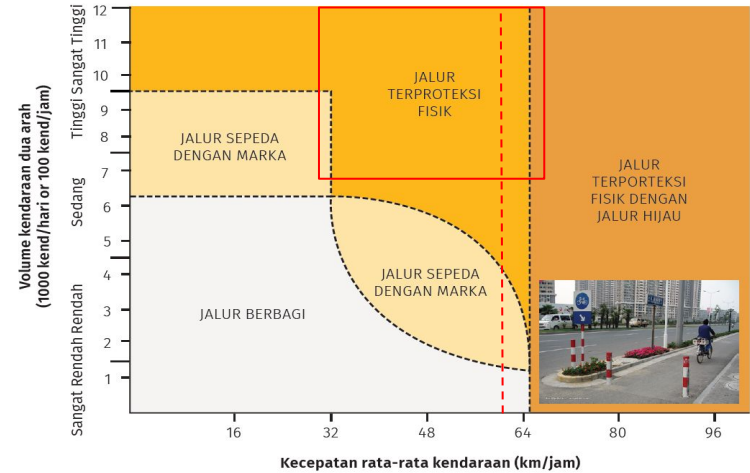 Volume kendaraan dua arah
(1000 kend/hari or 100 kend/jam)
Sangat Tinggi
Tinggi
Sedang
Rendah
Sangat Rendah
12
11
10
9
8
7
6
5
4
3
2
1
JALUR
TERPROTEKSI
FISIK
JALUR SEPEDA
DENGAN MARKA
JALUR
TERPORTEKSI
FISIK DENGAN
JALUR HIJAU
JALUR SEPEDA
DENGAN MARKA
JALUR BERBAGI
16
32
48
64
80
96
Kecepatan rata-rata kendaraan (km/jam)